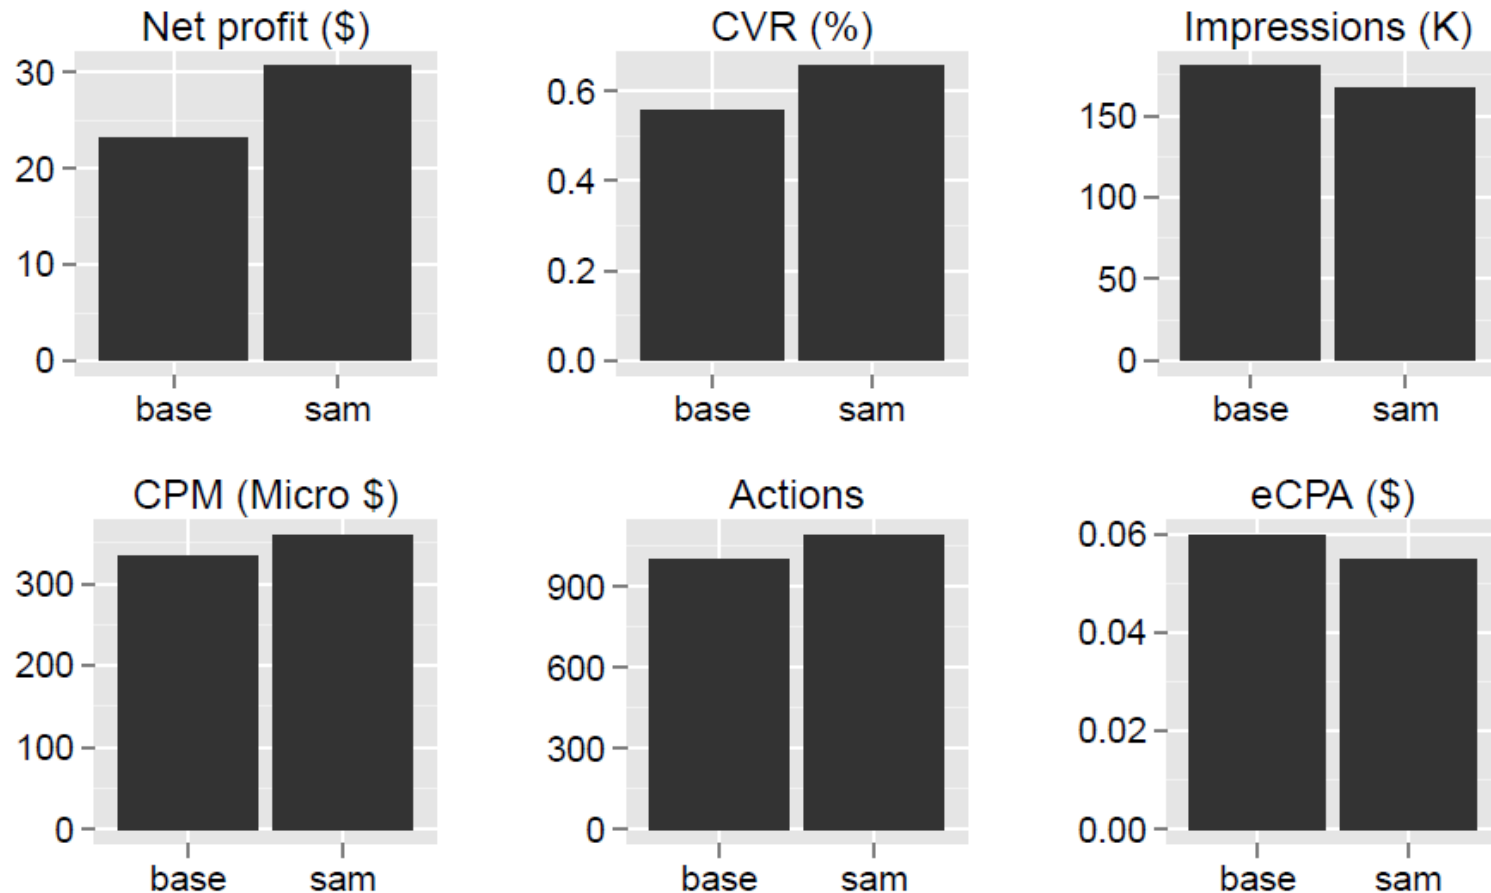 Net profit ($)
30
20
10
0
base sam
CVR (%)
0.6
0.4
0.2
0.0
base sam
Impressions (K)
150
100
50
0
base sam
CPM (Micro $)
300
200
100
0
base sam
Actions
900
600
300
0
base sam
eCPA ($)
0.06
0.04
0.02
0.00
base sam